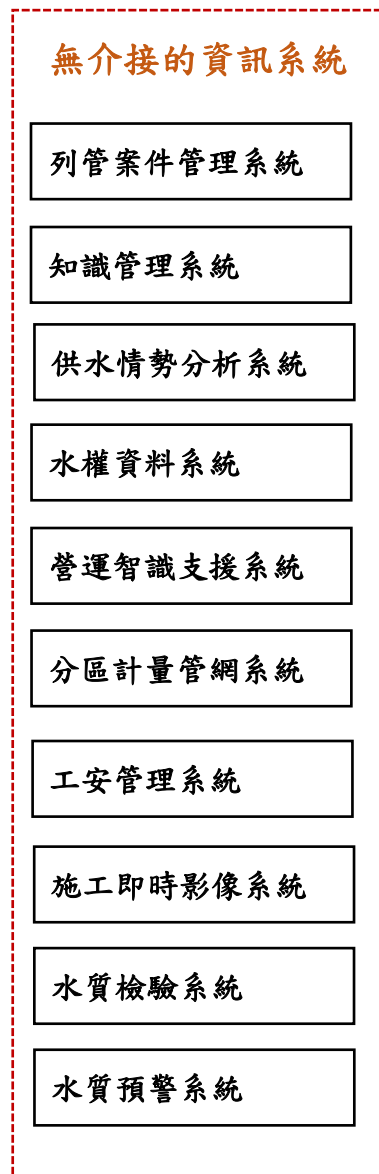 無介接的資訊系統
列管案件管理系統
知識管理系統
供水情勢分析系統
水權資料系統
營運智識支援系統
分區計量管網系統
工安管理系統
施工即時影像系統
水質檢驗系統
水質預警系統